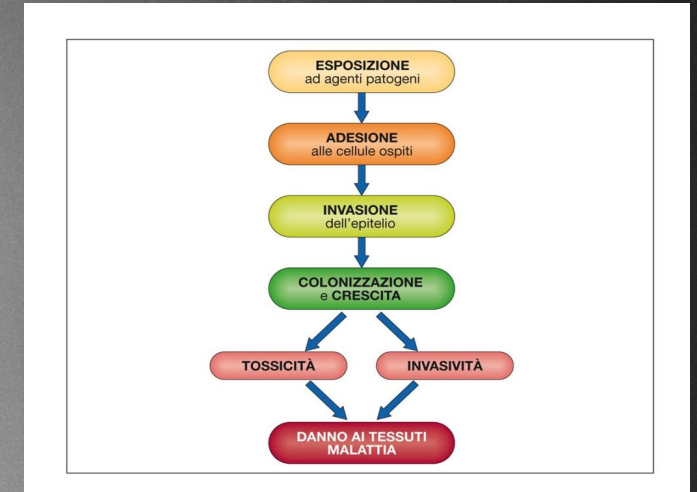 ESPOSIZIONE
ad agenti patogeni
ADESIONE
alle cellule ospiti
INVASIONE
dell'epitelio
COLONIZZAZIONE
e CRESCITA
TOSSICITÀ
INVASIVITÀ
DANNO AI TESSUTI
MALATTIA